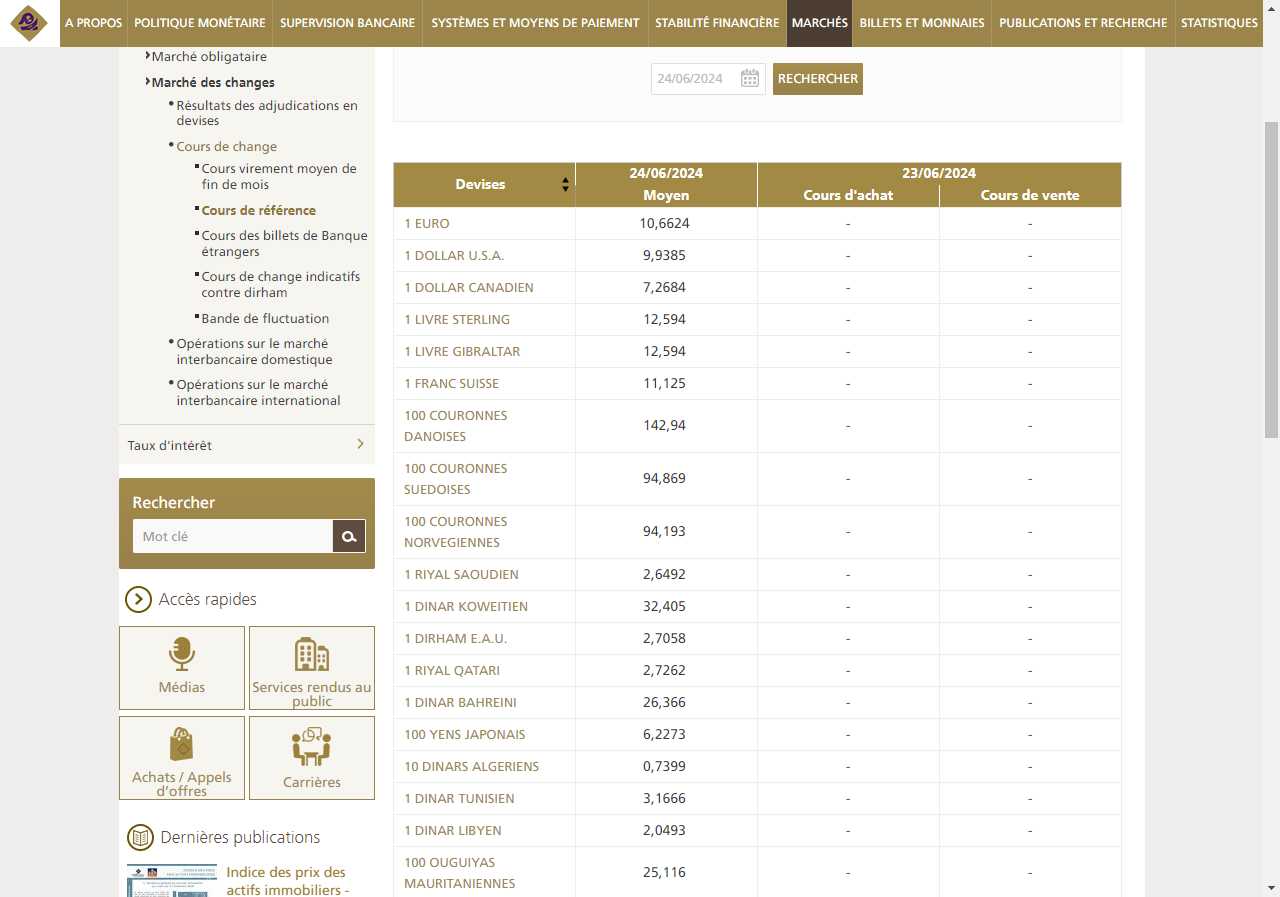 A PROPOS POLITIQUE MONÉTAIRE SUPERVISION BANCAIRE SYSTÈMES ET MOYENS DE PAIEMENT STABILITÉ FINANCIÈRE MARCHÉS BILLETS ET MONNAIES PUBLICATIONS ET RECHERCHE STATISTIQUES
Marché obligataire
Marché des changes
Résultats des adjudications en
devises
Cours de change
Cours virement moyen de
fin de mois
Cours de référence
Cours des billets de Banque
étrangers
Cours de change indicatifs
contre dirham
Bande de fluctuation
Opérations sur le marché
interbancaire domestique
Opérations sur le marché
interbancaire international
Taux d'intérêt
Rechercher
Mot clé
Accès rapides
Médias
Services rendus au
public
Achats / Appels
d'offres
Carrières
Dernières publications
Indice des prix des
actifs immobiliers -
24/06/2024 RECHERCHER
Devises 24/06/2024 23/06/2024
Moyen Cours d'achat Cours de vente
1 EURO 10,6624 - -
1 DOLLAR U.S.A. 9,9385 - -
1 DOLLAR CANADIEN 7,2684 - -
1 LIVRE STERLING 12,594 - -
1 LIVRE GIBRALTAR 12,594 - -
1 FRANC SUISSE 11,125 - -
100 COURONNES
DANOISES 142,94 - -
100 COURONNES
SUEDOISES 94,869 - -
100 COURONNES
NORVEGIENNES 94,193 - -
1 RIYAL SAOUDIEN 2,6492 - -
1 DINAR KOWEITIEN 32,405 - -
1 DIRHAM E.A.U. 2,7058 - -
1 RIYAL QATARI 2,7262 - -
1 DINAR BAHREINI 26,366 - -
100 YENS JAPONAIS 6,2273 - -
10 DINARS ALGERIENS 0,7399 - -
1 DINAR TUNISIEN 3,1666 - -
1 DINAR LIBYEN 2,0493 - -
100 OUGUIYAS
MAURITANIENNES 25,116 - -